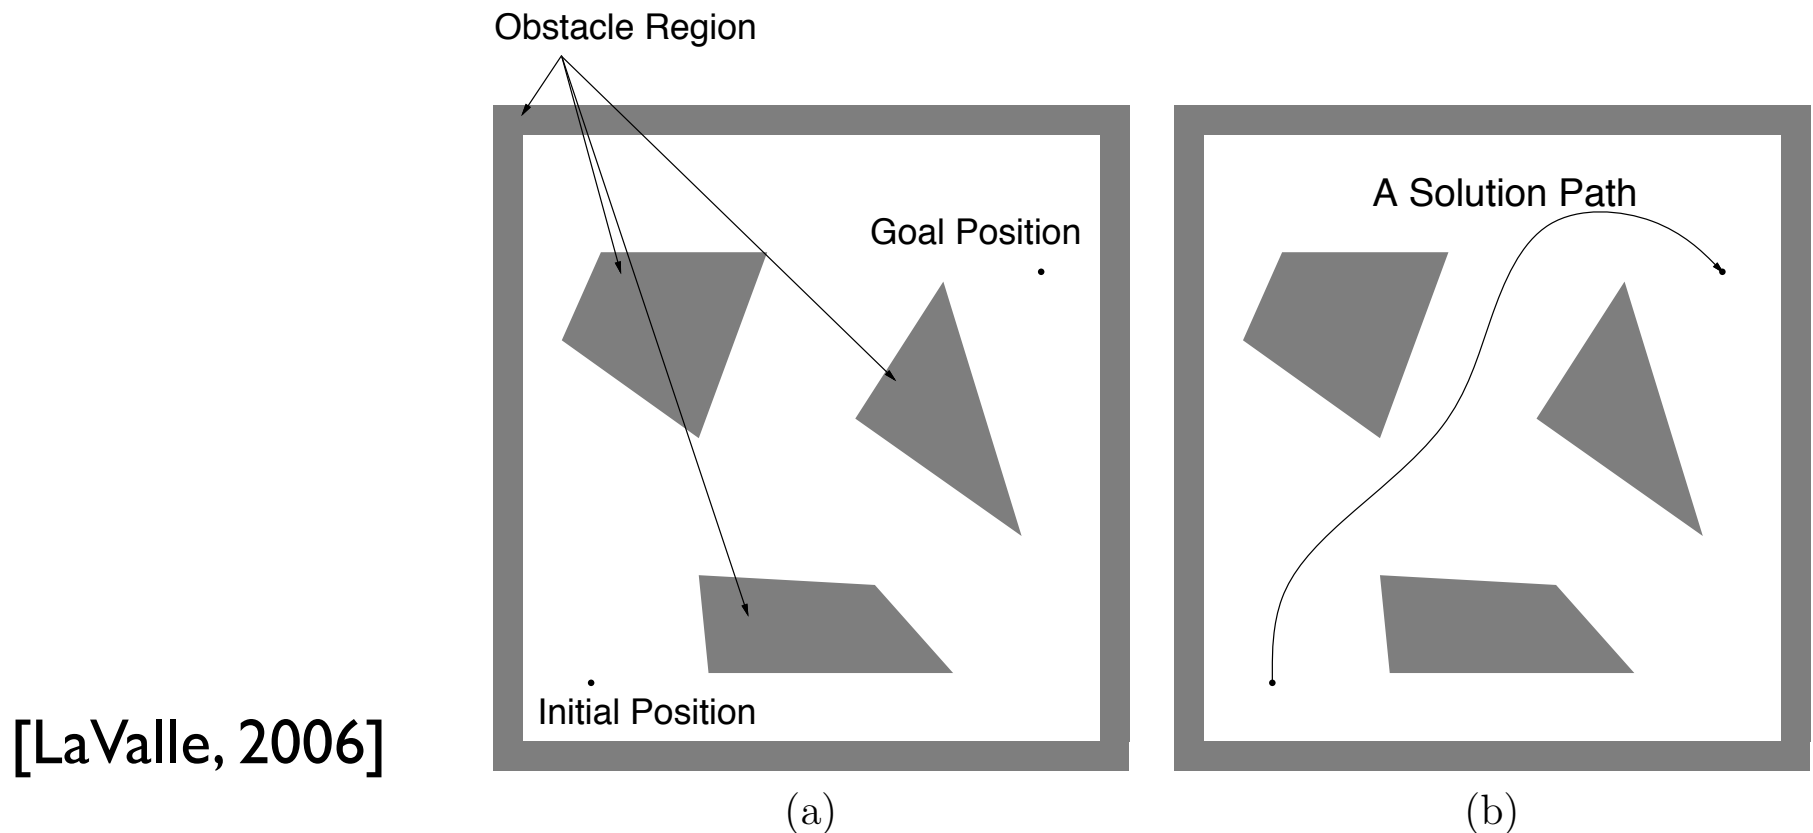 Obstacle Region
Goal Position
Initial Position
A Solution Path
[LaValle, 2006]
(a)
(b)